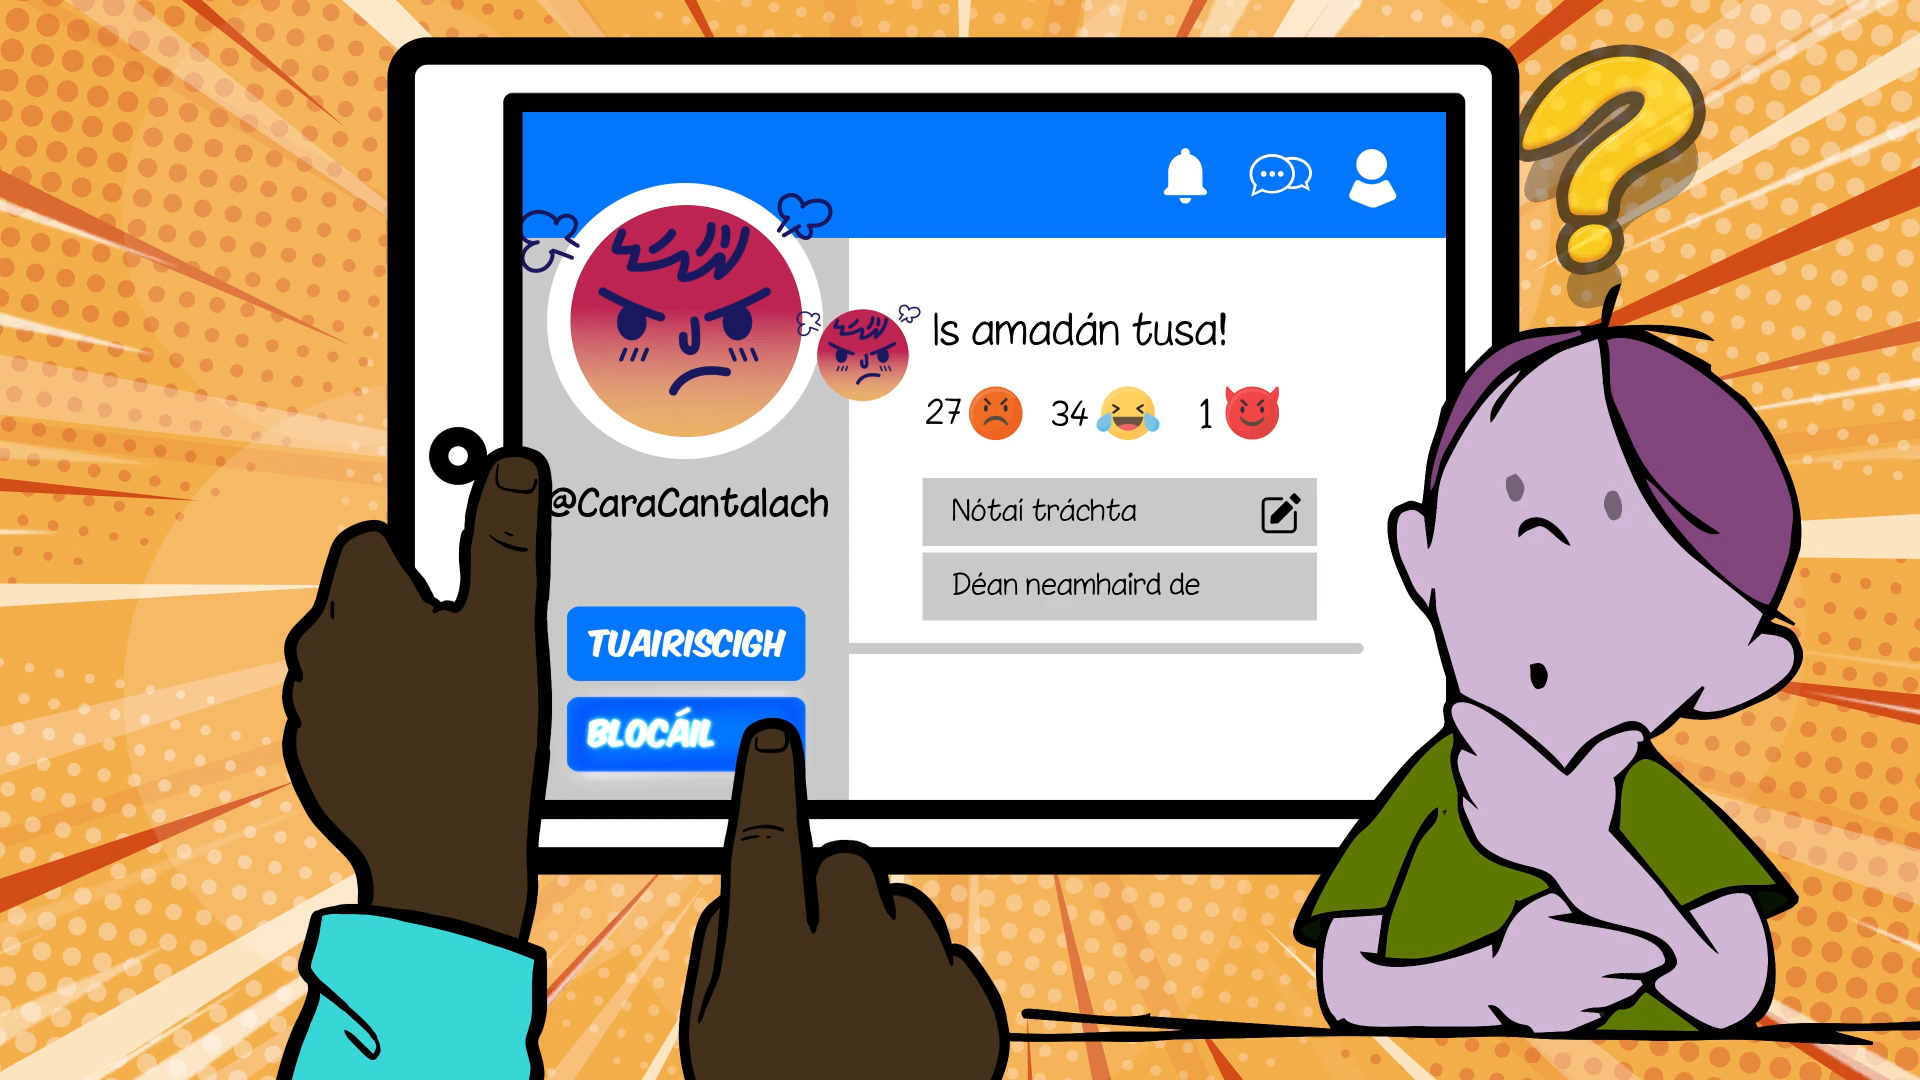 Is amadán tusa!
27 34 1
@CaraCantalach
Nótaí tráchta
Déan neamhaird de
TUAIRISCIGH
BLOCÁIL